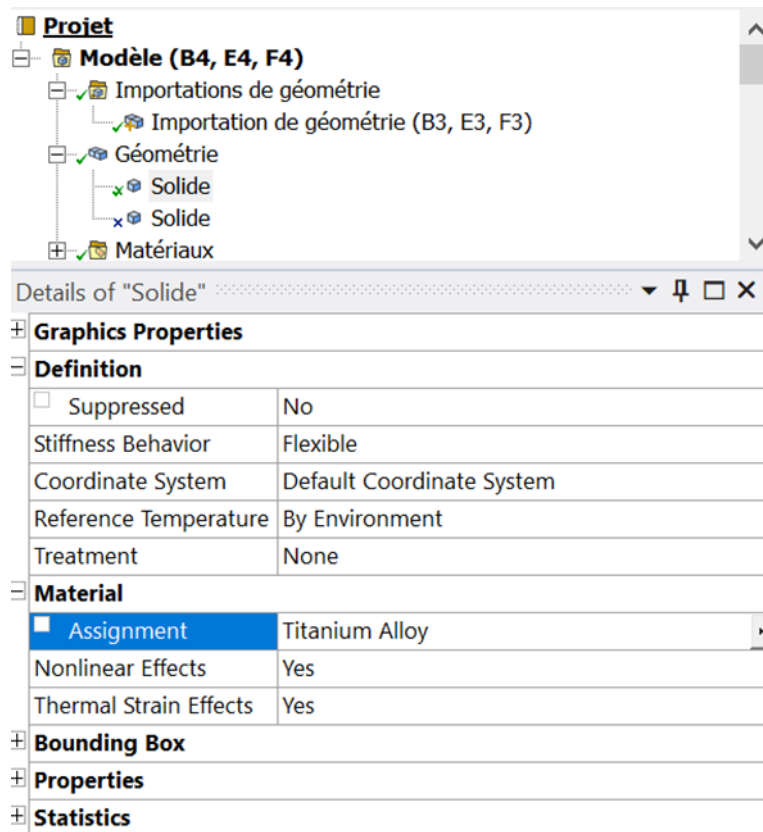 Projet
Modèle (B4, E4, F4)
Importations de géométrie
Importation de géométrie (B3, E3, F3)
Géométrie
Solide
Solide
Matériaux
Details of "Solide"
Graphics Properties
Definition
Suppressed No
Stiffness Behavior Flexible
Coordinate System Default Coordinate System
Reference Temperature By Environment
Treatment None
Material
Assignment Titanium Alloy
Nonlinear Effects Yes
Thermal Strain Effects Yes
Bounding Box
Properties
Statistics